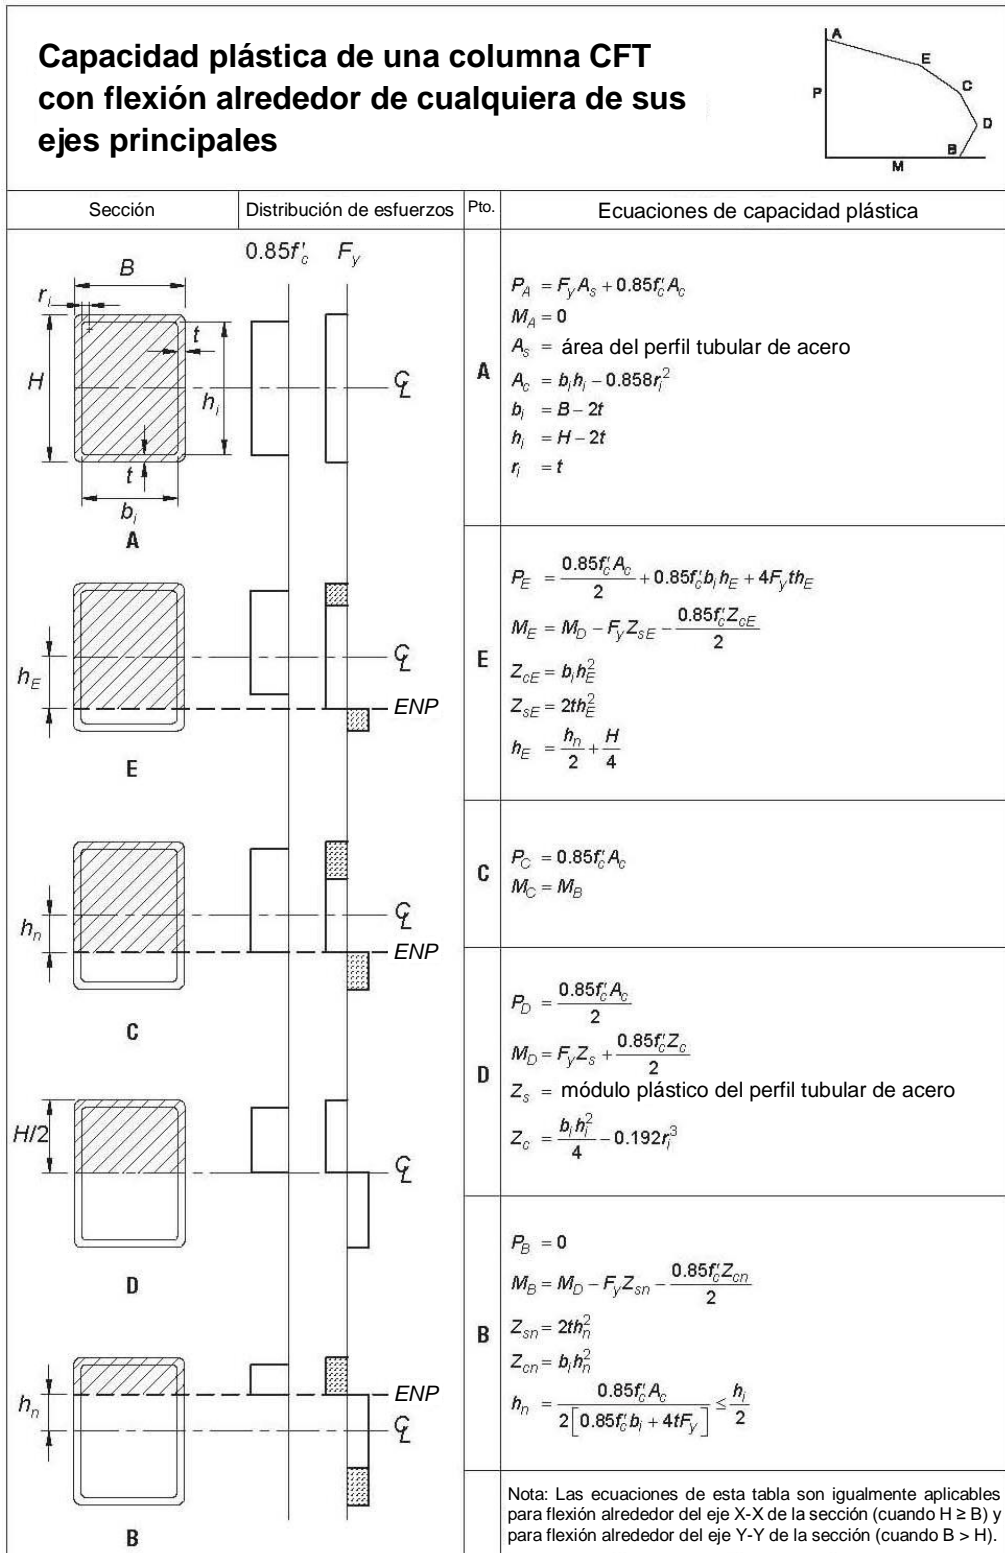 Capacidad plástica de una columna CFT
con flexión alrededor de cualquiera de sus
ejes principales
A
E
C
D
B
P
M
Sección
Distribución de esfuerzos
Pto.
Ecuaciones de capacidad plástica
0.85f'c Fy
B
ri
t
H
hi
℄
t
bi
A
A
PA = FyAs + 0.85f'cAc
MA = 0
As = área del perfil tubular de acero
Ac = bihi − 0.858ri²
bi = B − 2t
hi = H − 2t
ri = t
hE
℄
ENP
E
E
PE = 0.85f'cAc/2 + 0.85f'cbihE + 4FythE
ME = MD − FyZsE − 0.85f'cZcE/2
ZcE = bihE²
ZsE = 2thE²
hE = hn/2 + H/4
hn
℄
ENP
C
C
PC = 0.85f'cAc
MC = MB
H/2
℄
D
D
PD = 0.85f'cAc/2
MD = FyZs + 0.85f'cZc/2
Zs = módulo plástico del perfil tubular de acero
Zc = bihi²/4 − 0.192ri³
hn
ENP
℄
B
B
PB = 0
MB = MD − FyZsn − 0.85f'cZcn/2
Zsn = 2thn²
Zcn = bihn²
hn = 0.85f'cAc/2[0.85f'cbi + 4tFy] ≤ hi/2
Nota: Las ecuaciones de esta tabla son igualmente aplicables
para flexión alrededor del eje X-X de la sección (cuando H ≥ B) y
para flexión alrededor del eje Y-Y de la sección (cuando B > H).